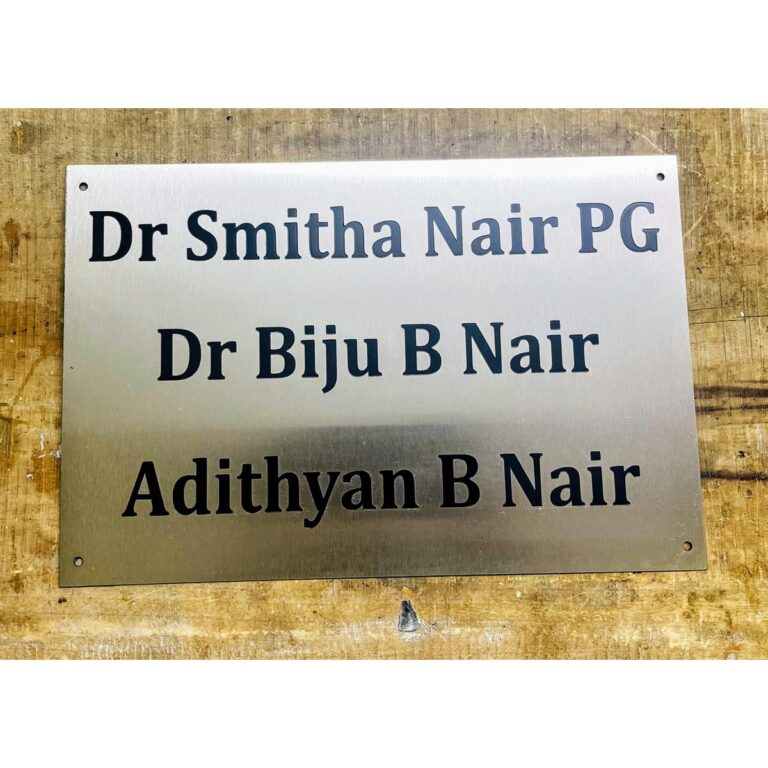 Dr Smitha Nair PG
Dr Biju B Nair
Adithyan B Nair